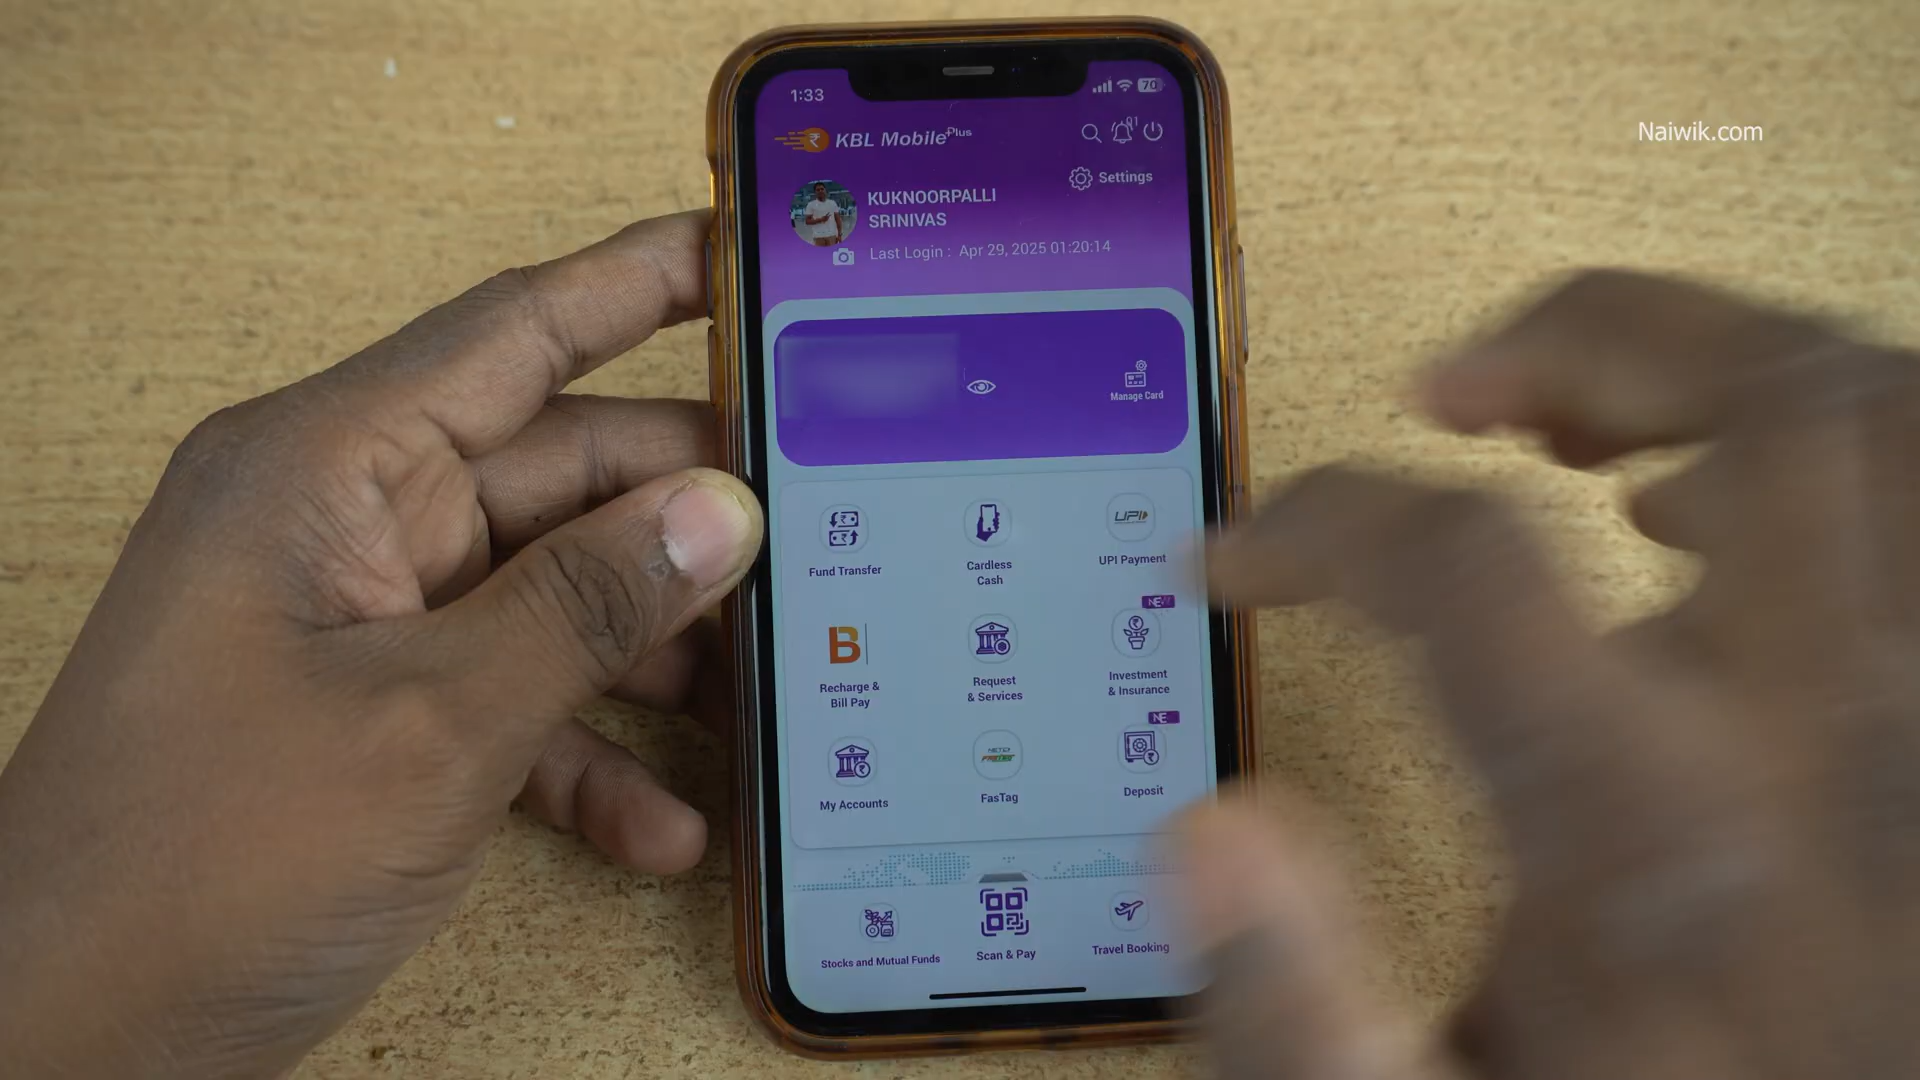 1:33
70
Naiwik.com
KBL Mobile Plus
Settings
KUKNOORPALLI
SRINIVAS
Last Login : Apr 29, 2025 01:20:14
Manage Card
Fund Transfer
Cardless
Cash
UPI
UPI Payment
NEW
B
Recharge &
Bill Pay
Request
& Services
Investment
& Insurance
NE
My Accounts
FasTag
Deposit
Stocks and Mutual Funds
Scan & Pay
Travel Booking